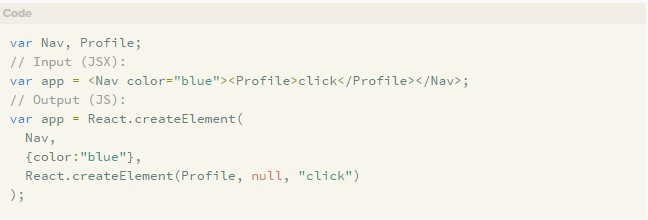 Code
var Nav, Profile;
// Input (JSX):
var app = <Nav color="blue"><Profile>click</Profile></Nav>;
// Output (JS):
var app = React.createElement(
  Nav,
  {color:"blue"},
  React.createElement(Profile, null, "click")
);